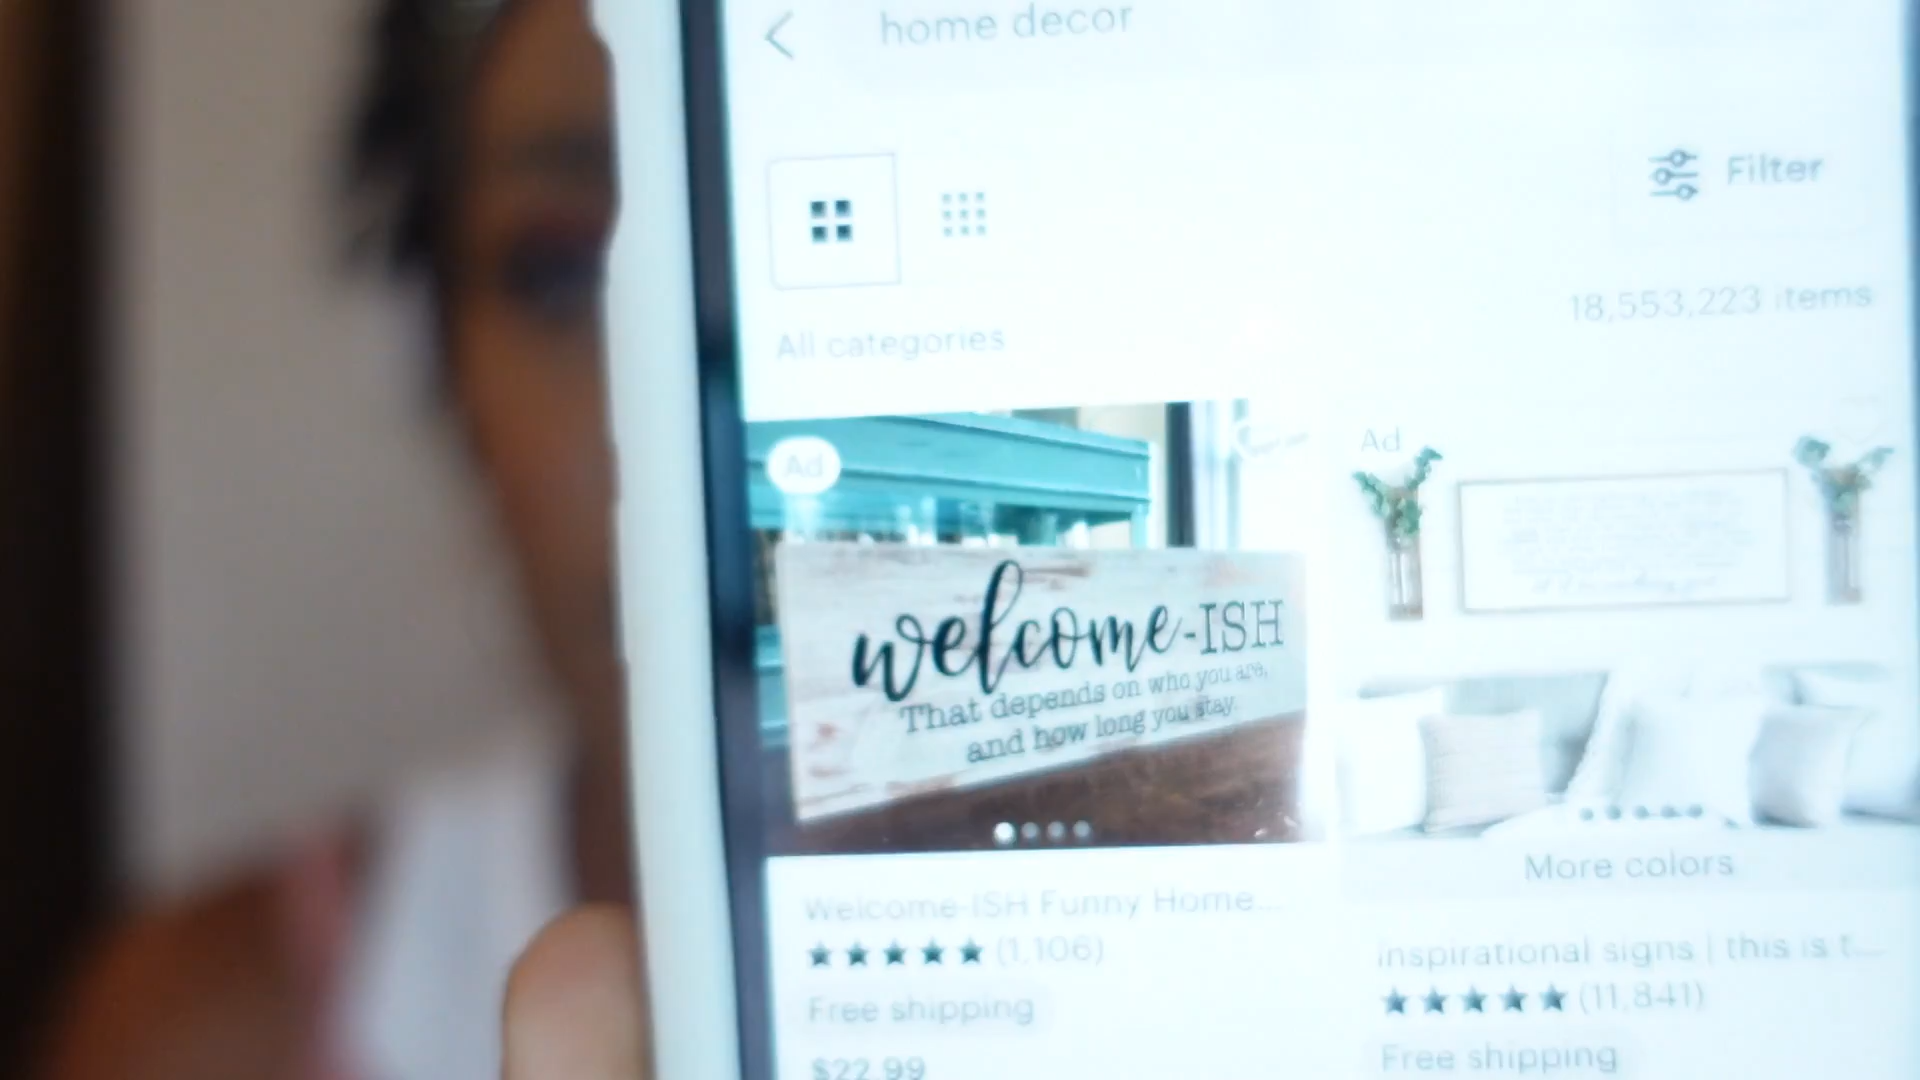 home decor
Filter
18,553,223 items
All categories
Ad
welcome-ISH
That depends on who you are,
and how long you stay.
Welcome-ISH Funny Home...
(1,106)
Free shipping
$22.99
Ad
More colors
inspirational signs | this is t...
(11,841)
Free shipping